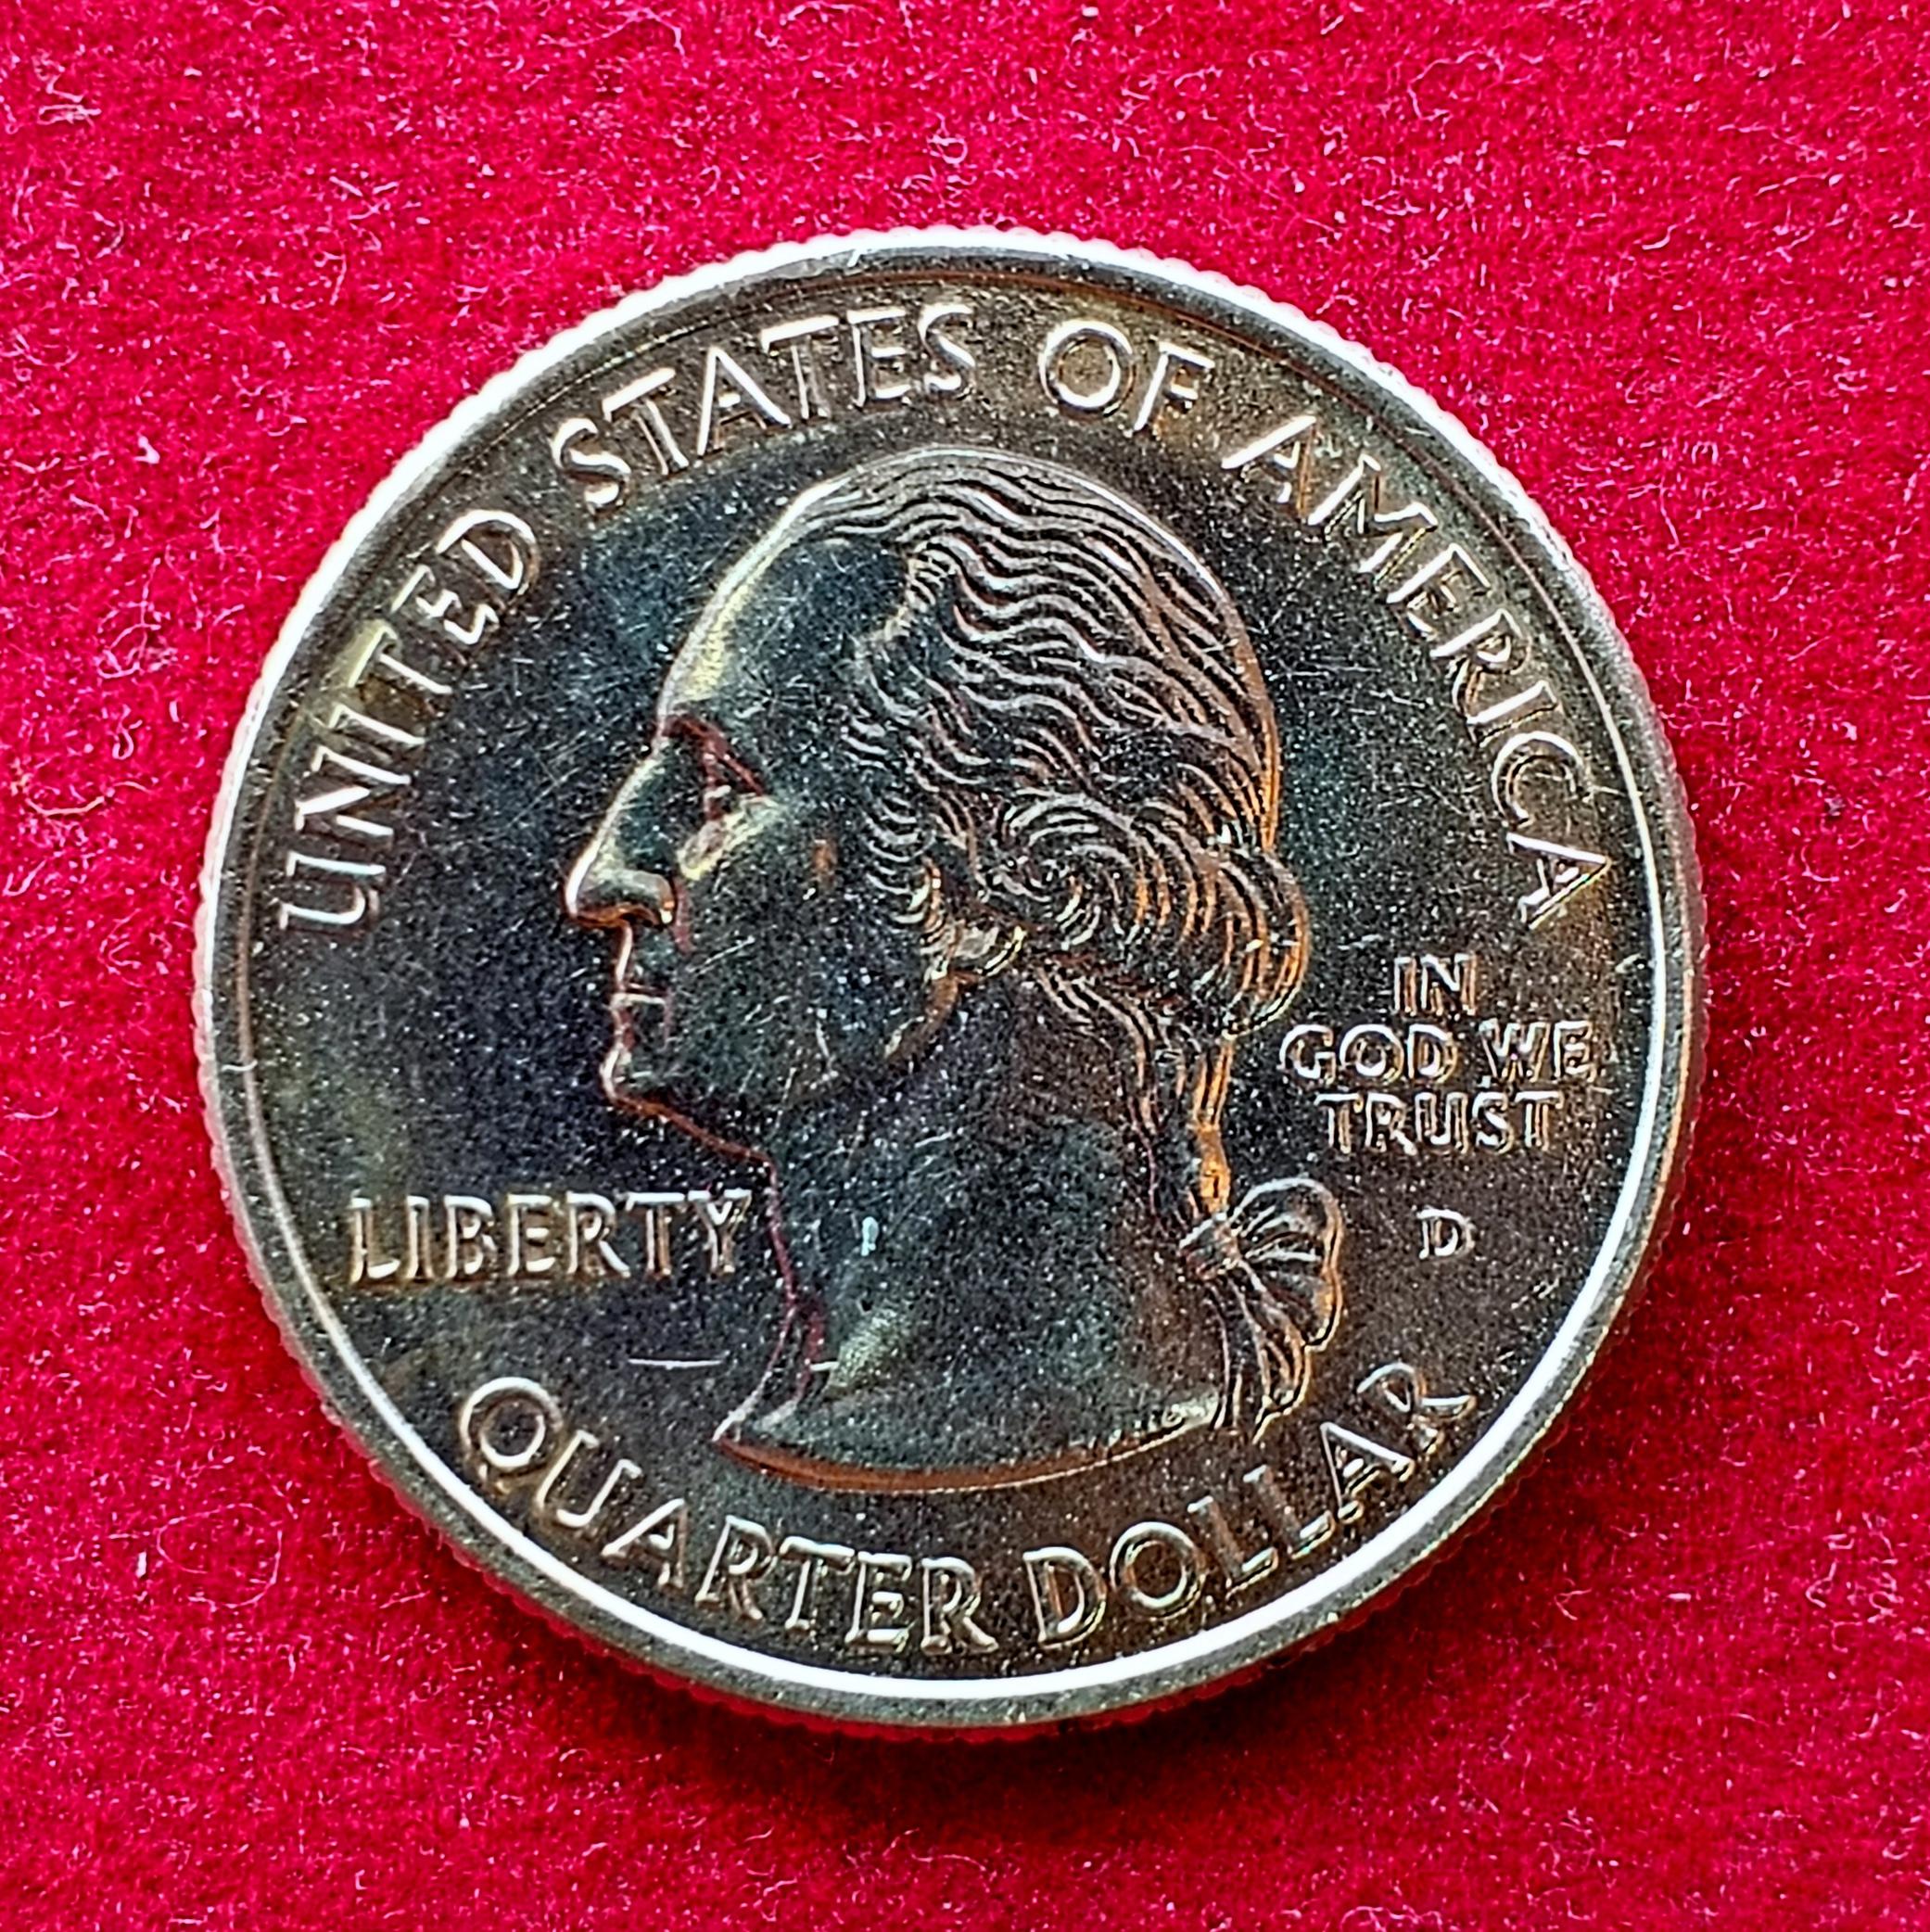 UNITED STATES OF AMERICA
IN
GOD WE
TRUST
LIBERTY
D
QUARTER DOLLAR